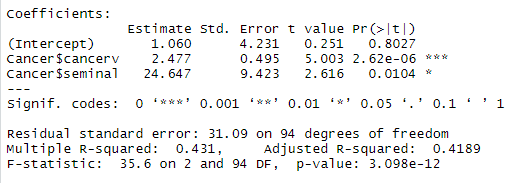 Coefficients:
Estimate Std. Error t value Pr(>|t|)
(Intercept) 1.060 4.231 0.251 0.8027
Cancer$cancerv 2.477 0.495 5.003 2.62e-06 ***
Cancer$seminal 24.647 9.423 2.616 0.0104 *
---
Signif. codes: 0 ‘***’ 0.001 ‘**’ 0.01 ‘*’ 0.05 ‘.’ 0.1 ‘ ’ 1
Residual standard error: 31.09 on 94 degrees of freedom
Multiple R-squared: 0.431, Adjusted R-squared: 0.4189
F-statistic: 35.6 on 2 and 94 DF, p-value: 3.098e-12